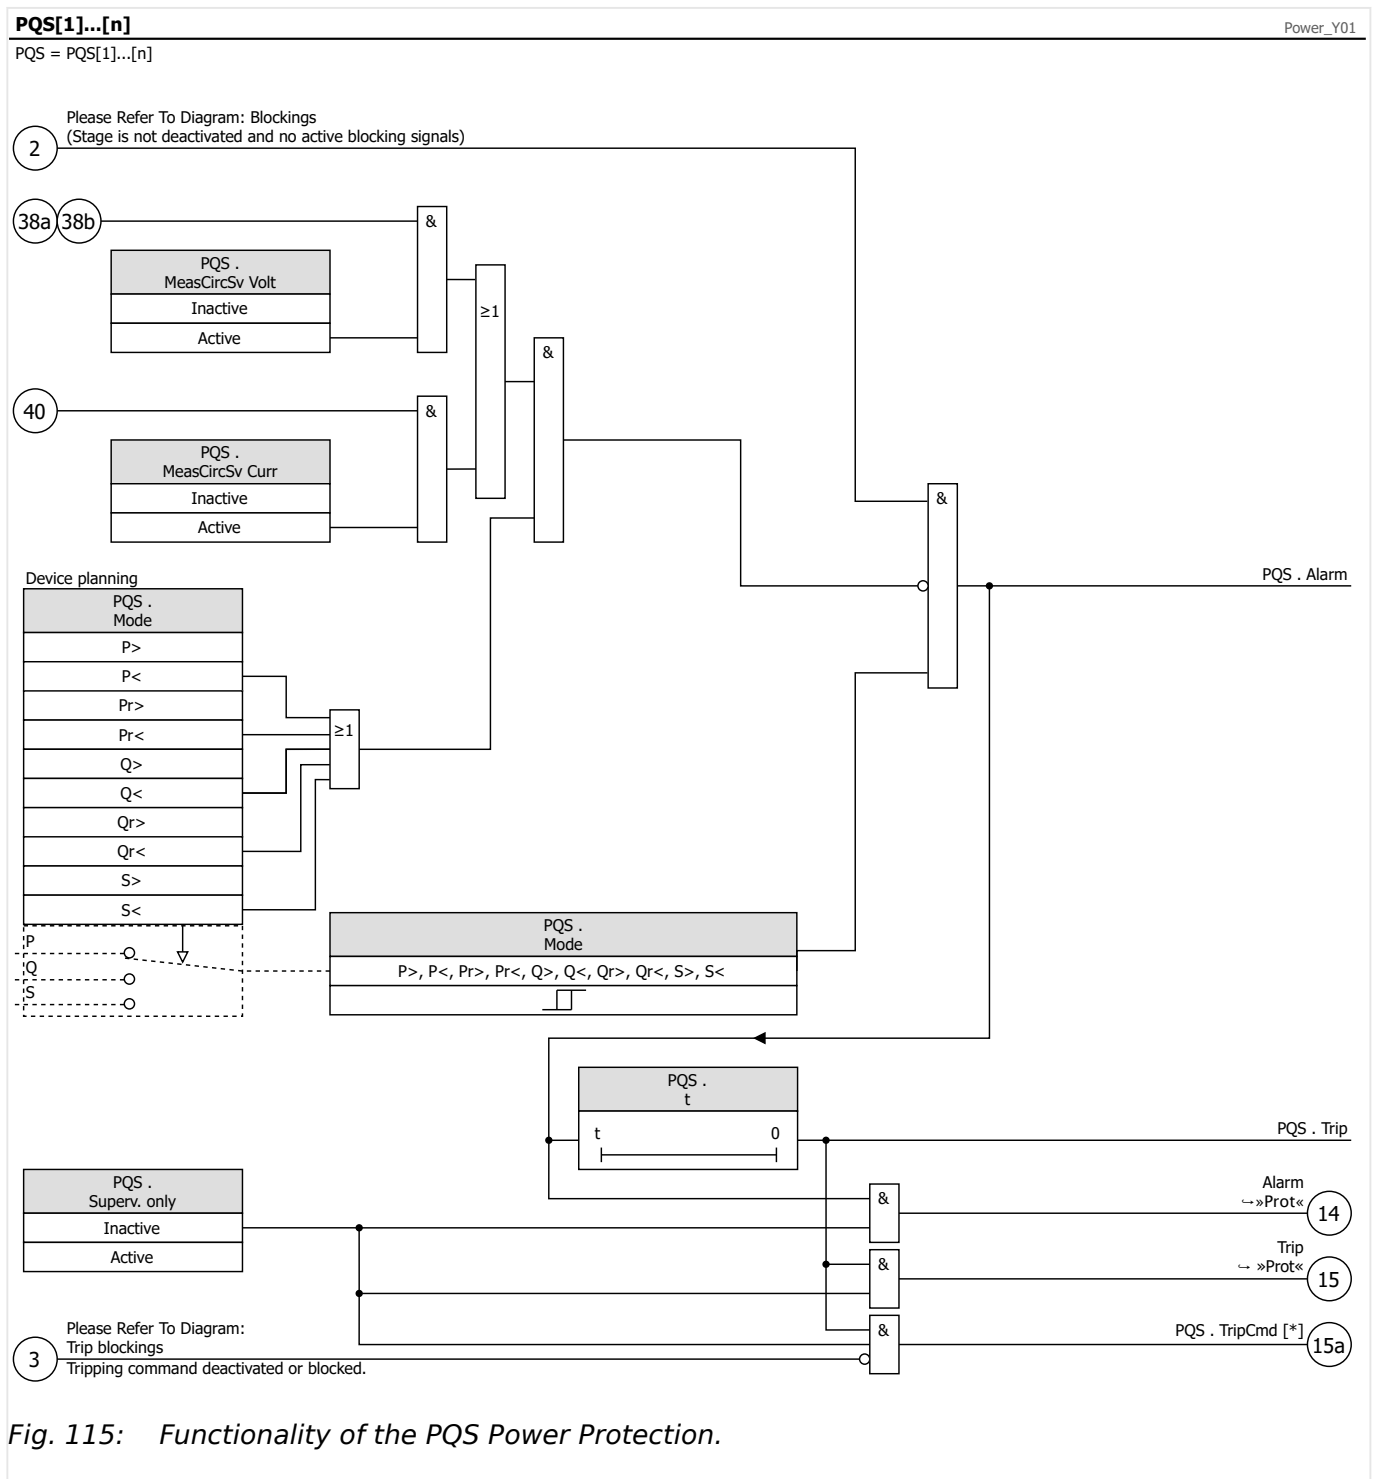 PQS[1]...[n]
Power_Y01
PQS = PQS[1]...[n]
Please Refer To Diagram: Blockings
(Stage is not deactivated and no active blocking signals)
2
38a
38b
&
PQS .
MeasCircSv Volt
Inactive
Active
≥1
&
40
&
PQS .
MeasCircSv Curr
Inactive
Active
&
PQS . Alarm
Device planning
PQS .
Mode
P>
P<
Pr>
Pr<
≥1
Q>
Q<
Qr>
Qr<
S>
S<
P
Q
S
PQS .
Mode
P>, P<, Pr>, Pr<, Q>, Q<, Qr>, Qr<, S>, S<
PQS .
t
t 0
PQS . Trip
PQS .
Superv. only
Inactive
Active
&
Alarm
↪»Prot«
14
&
Trip
↪ »Prot«
15
Please Refer To Diagram:
Trip blockings
Tripping command deactivated or blocked.
3
&
PQS . TripCmd [*]
15a
Fig. 115: Functionality of the PQS Power Protection.